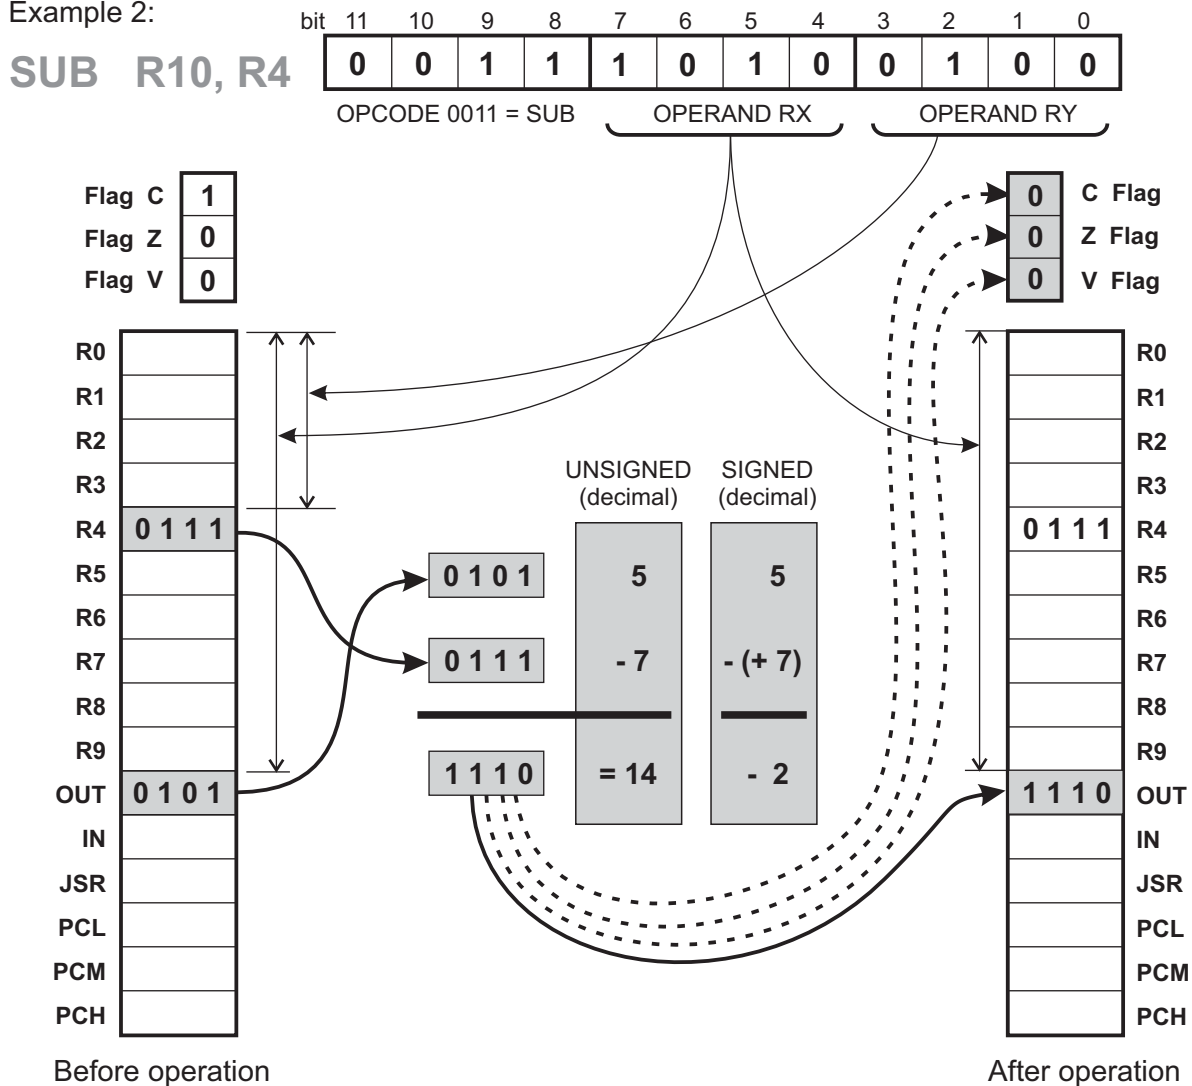 Example 2:
bit 11 10 9 8 7 6 5 4 3 2 1 0
SUB R10, R4
0 0 1 1 1 0 1 0 0 1 0 0
OPCODE 0011 = SUB OPERAND RX OPERAND RY
Flag C 1 0 C Flag
Flag Z 0 0 Z Flag
Flag V 0 0 V Flag
R0 R0
R1 R1
R2 R2
UNSIGNED SIGNED
(decimal) (decimal)
R3 R3
R4 0 1 1 1 0 1 1 1 R4
R5 0 1 0 1 5 5 R5
R6 R6
R7 0 1 1 1 - 7 - (+ 7) R7
R8 R8
R9 R9
1 1 1 0 = 14 - 2
OUT 0 1 0 1 1 1 1 0 OUT
IN IN
JSR JSR
PCL PCL
PCM PCM
PCH PCH
Before operation After operation